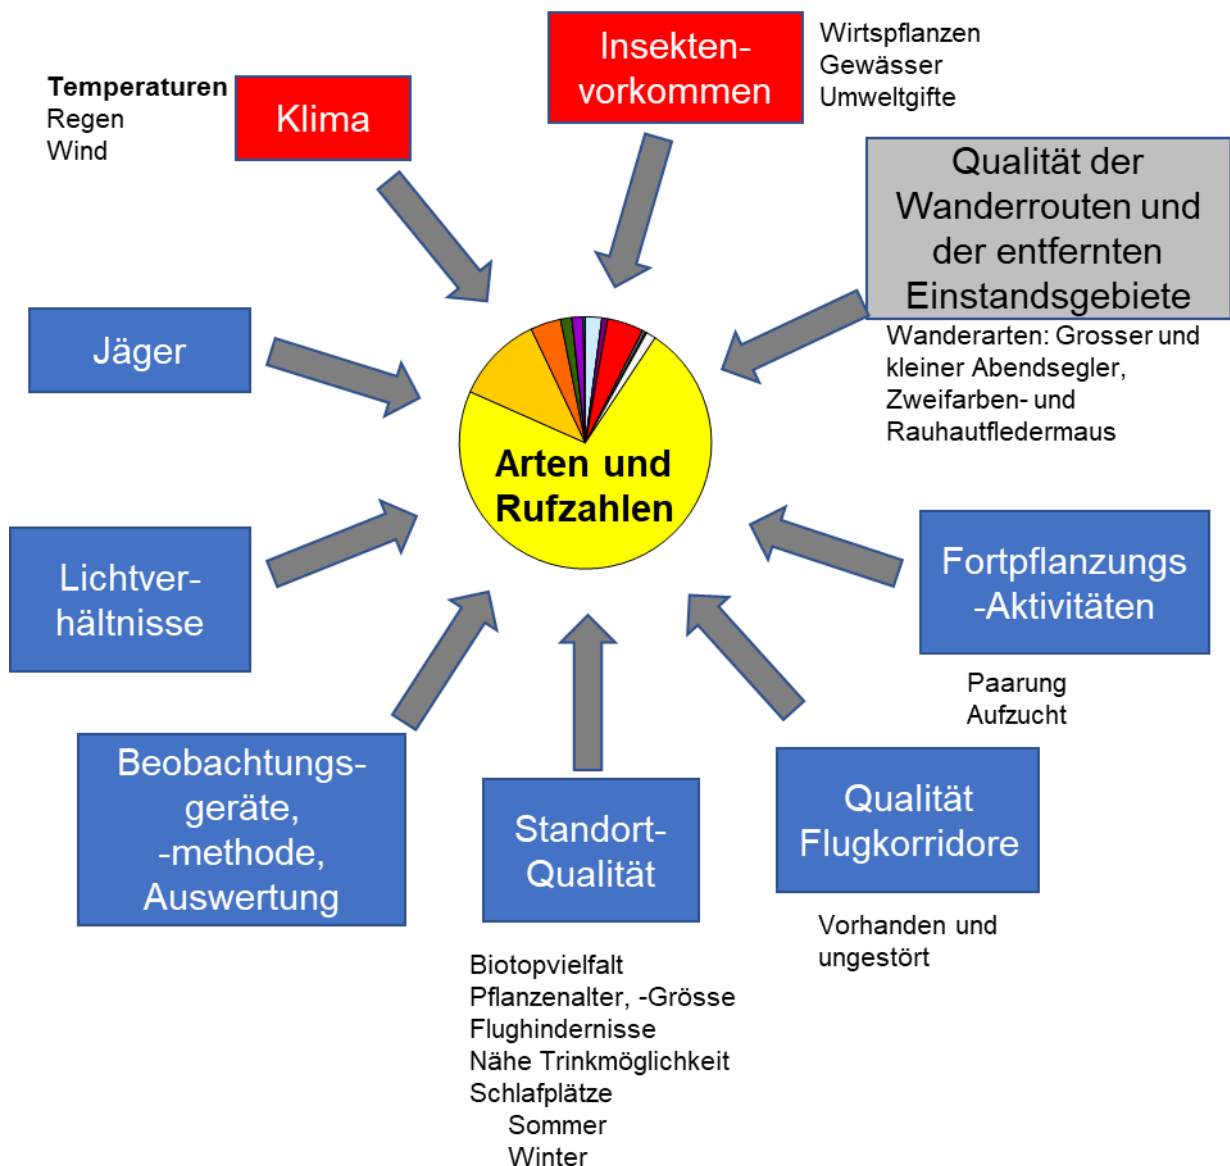 Insekten-
vorkommen
Wirtspflanzen
Gewässer
Umweltgifte
Temperaturen
Regen
Wind
Klima
Qualität der
Wanderrouten und
der entfernten
Einstandsgebiete
Wanderarten: Grosser und
kleiner Abendsegler,
Zweifarben- und
Rauhautfledermaus
Jäger
Arten und
Rufzahlen
Lichtver-
hältnisse
Fortpflanzungs
-Aktivitäten
Paarung
Aufzucht
Beobachtungs-
geräte,
-methode,
Auswertung
Standort-
Qualität
Qualität
Flugkorridore
Vorhanden und
ungestört
Biotopvielfalt
Pflanzenalter, -Grösse
Flughindernisse
Nähe Trinkmöglichkeit
Schlafplätze
Sommer
Winter